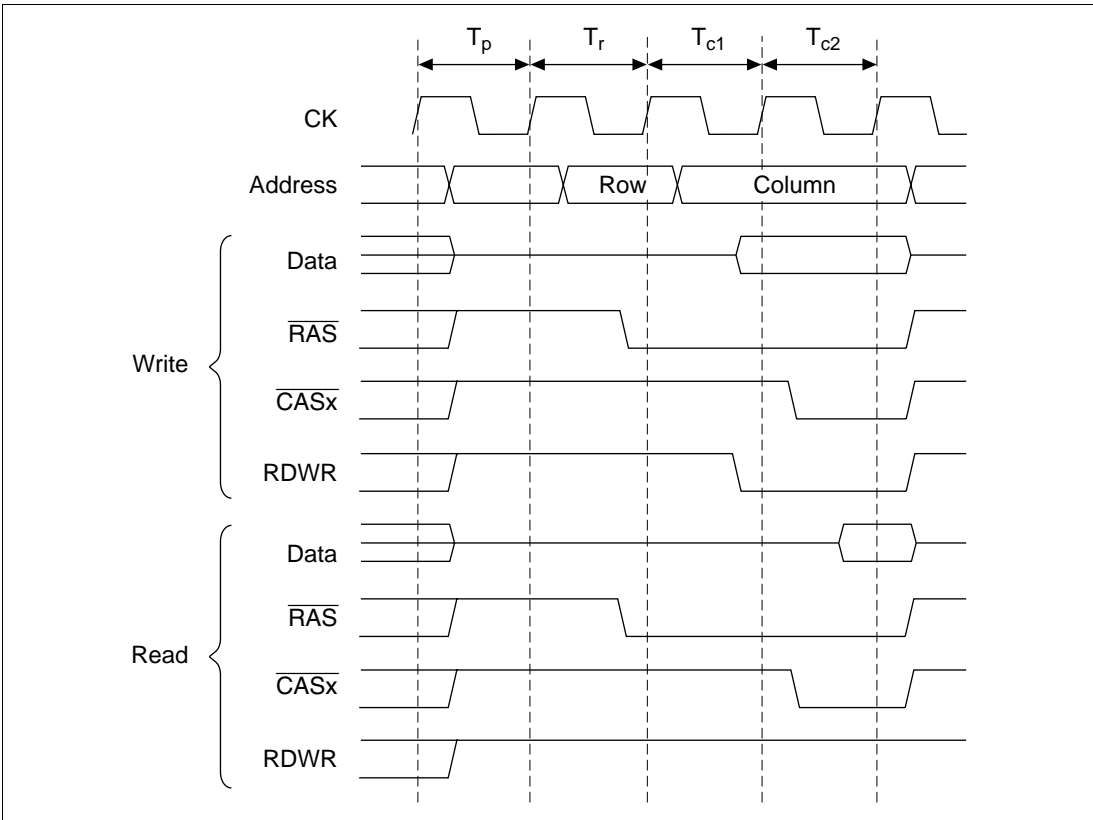 Tp Tr Tc1 Tc2
CK
Address Row Column
Data
RAS
Write
CASx
RDWR
Data
RAS
Read
CASx
RDWR